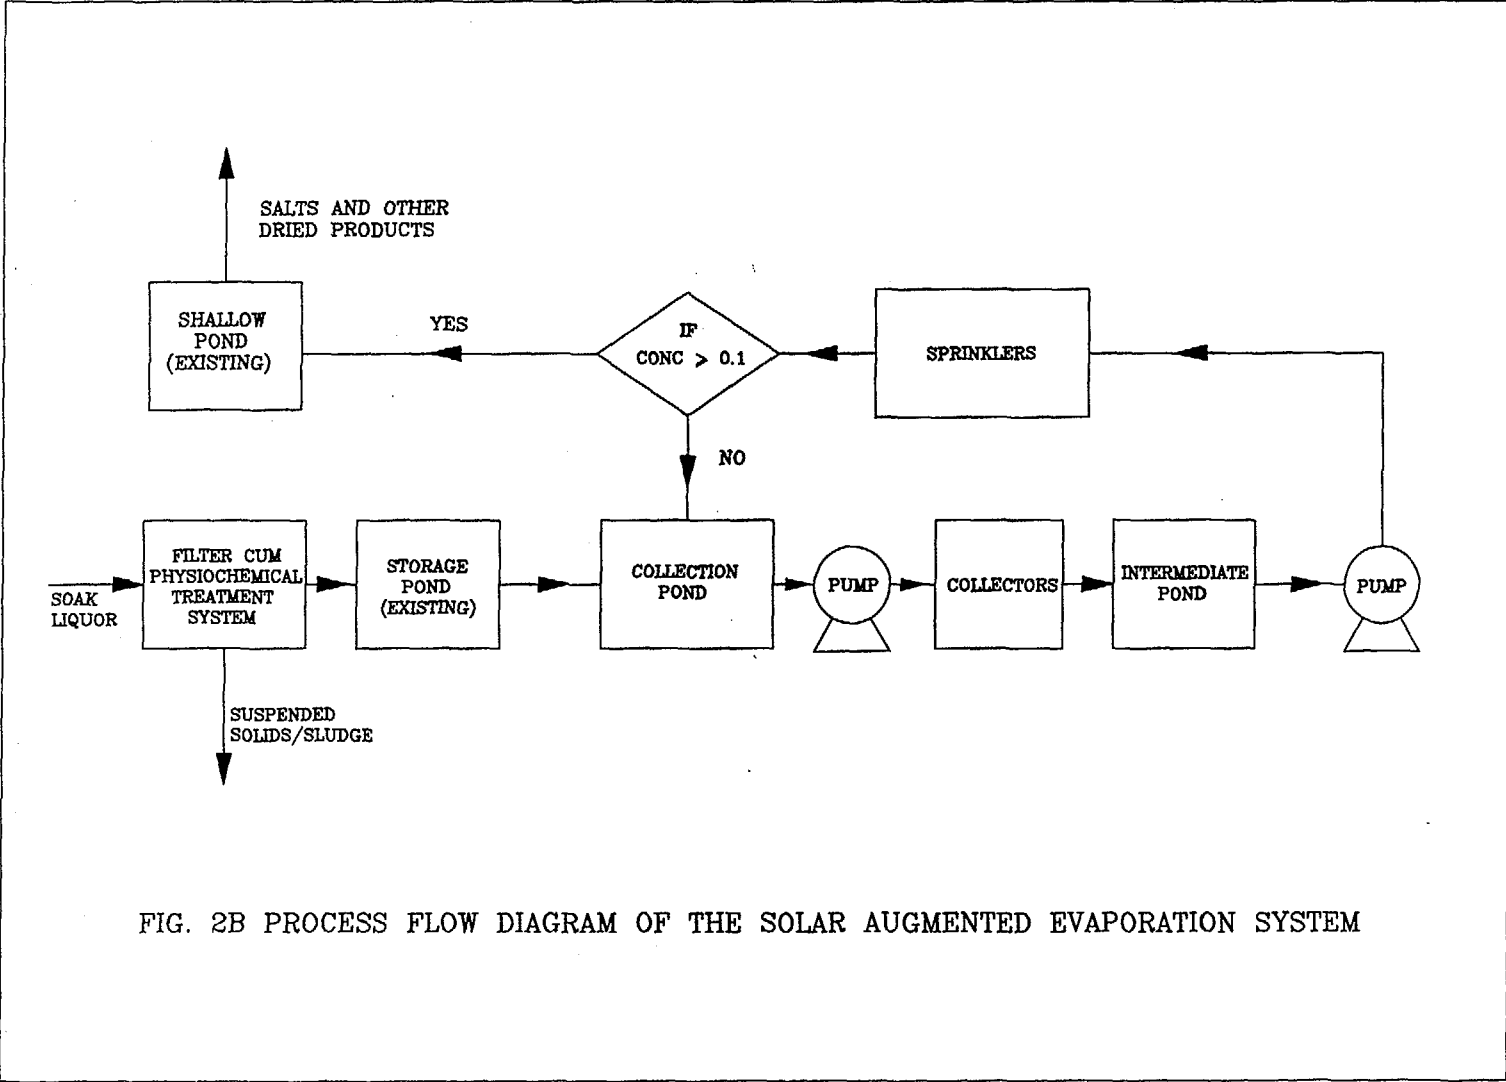 SALTS AND OTHER
DRIED PRODUCTS
SHALLOW
POND
(EXISTING)
YES
IF
CONC > 0.1
SPRINKLERS
NO
SOAK
LIQUOR
FILTER CUM
PHYSIOCHEMICAL
TREATMENT
SYSTEM
STORAGE
POND
(EXISTING)
COLLECTION
POND
PUMP
COLLECTORS
INTERMEDIATE
POND
PUMP
SUSPENDED
SOLIDS/SLUDGE
FIG. 2B PROCESS FLOW DIAGRAM OF THE SOLAR AUGMENTED EVAPORATION SYSTEM